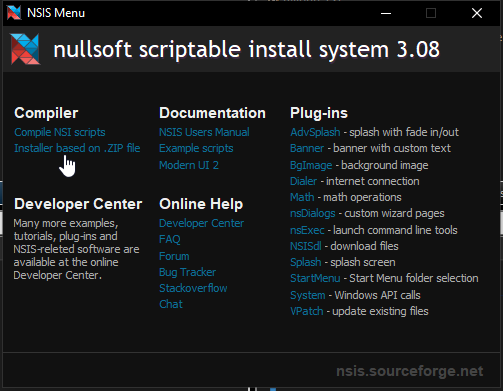 NSIS Menu
nullsoft scriptable install system 3.08
Compiler
Compile NSI scripts
Installer based on .ZIP file
Documentation
NSIS Users Manual
Example scripts
Modern UI 2
Plug-ins
AdvSplash - splash with fade in/out
Banner - banner with custom text
BgImage - background image
Dialer - internet connection
Math - math operations
nsDialogs - custom wizard pages
nsExec - launch command line tools
NSISdl - download files
Splash - splash screen
StartMenu - Start Menu folder selection
System - Windows API calls
VPatch - update existing files
Developer Center
Many more examples,
tutorials, plug-ins and
NSIS-releted software are
available at the online
Developer Center.
Online Help
Developer Center
FAQ
Forum
Bug Tracker
Stackoverflow
Chat
nsis.sourceforge.net